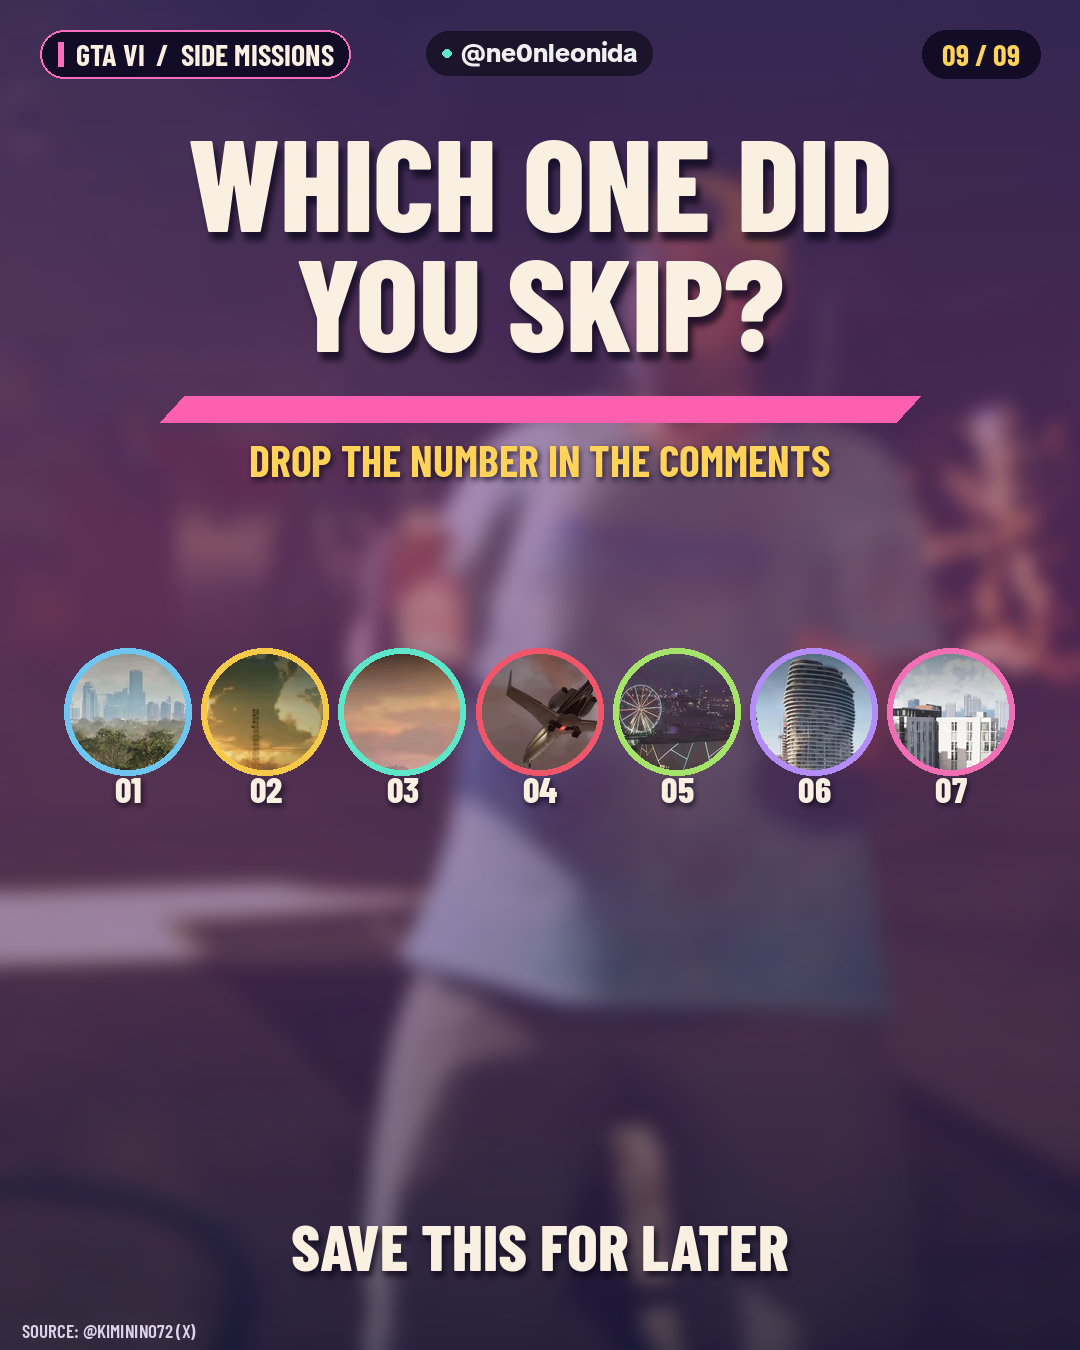 GTA VI / SIDE MISSIONS
@ne0nleonida
09 / 09
WHICH ONE DID
YOU SKIP?
DROP THE NUMBER IN THE COMMENTS
01 02 03 04 05 06 07
SAVE THIS FOR LATER
SOURCE: @KIMININO72 (X)